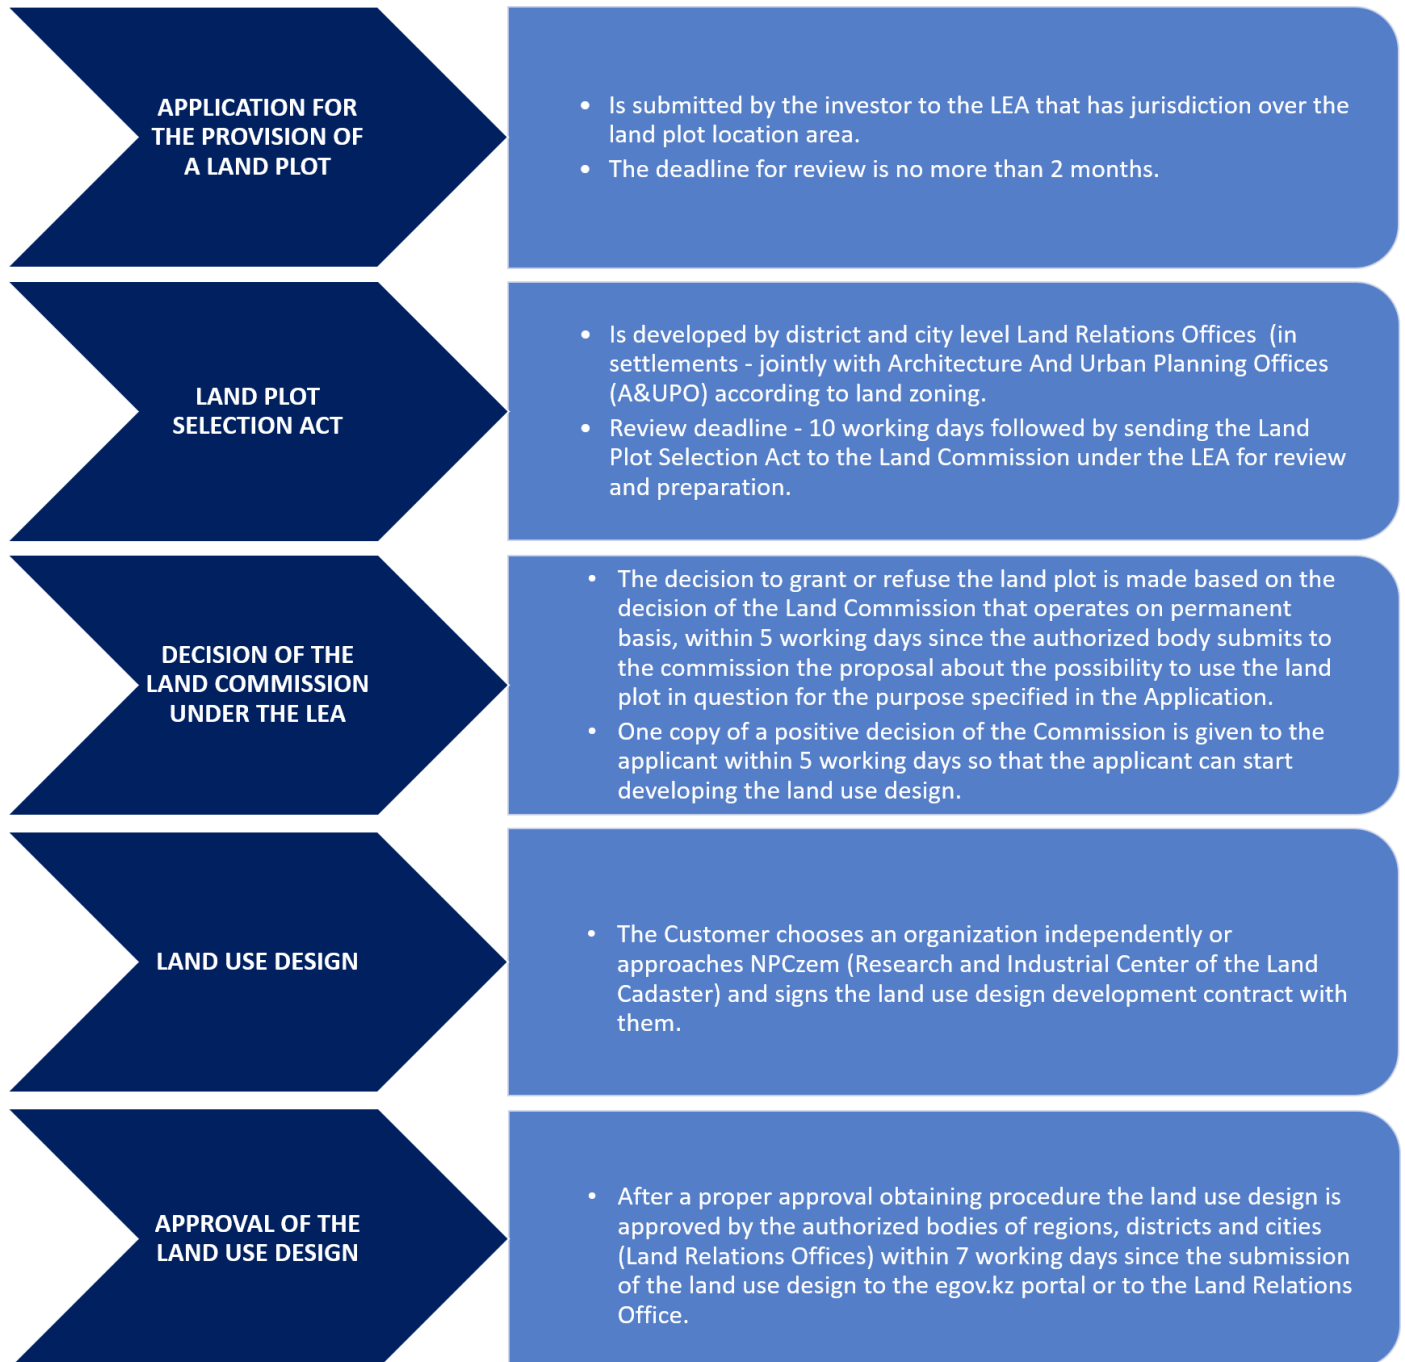 APPLICATION FOR
THE PROVISION OF
A LAND PLOT
• Is submitted by the investor to the LEA that has jurisdiction over the
land plot location area.
• The deadline for review is no more than 2 months.
LAND PLOT
SELECTION ACT
• Is developed by district and city level Land Relations Offices (in
settlements - jointly with Architecture And Urban Planning Offices
(A&UPO) according to land zoning.
• Review deadline - 10 working days followed by sending the Land
Plot Selection Act to the Land Commission under the LEA for review
and preparation.
DECISION OF THE
LAND COMMISSION
UNDER THE LEA
• The decision to grant or refuse the land plot is made based on the
decision of the Land Commission that operates on permanent
basis, within 5 working days since the authorized body submits to
the commission the proposal about the possibility to use the land
plot in question for the purpose specified in the Application.
• One copy of a positive decision of the Commission is given to the
applicant within 5 working days so that the applicant can start
developing the land use design.
LAND USE DESIGN
• The Customer chooses an organization independently or
approaches NPCzem (Research and Industrial Center of the Land
Cadaster) and signs the land use design development contract with
them.
APPROVAL OF THE
LAND USE DESIGN
• After a proper approval obtaining procedure the land use design is
approved by the authorized bodies of regions, districts and cities
(Land Relations Offices) within 7 working days since the submission
of the land use design to the egov.kz portal or to the Land Relations
Office.